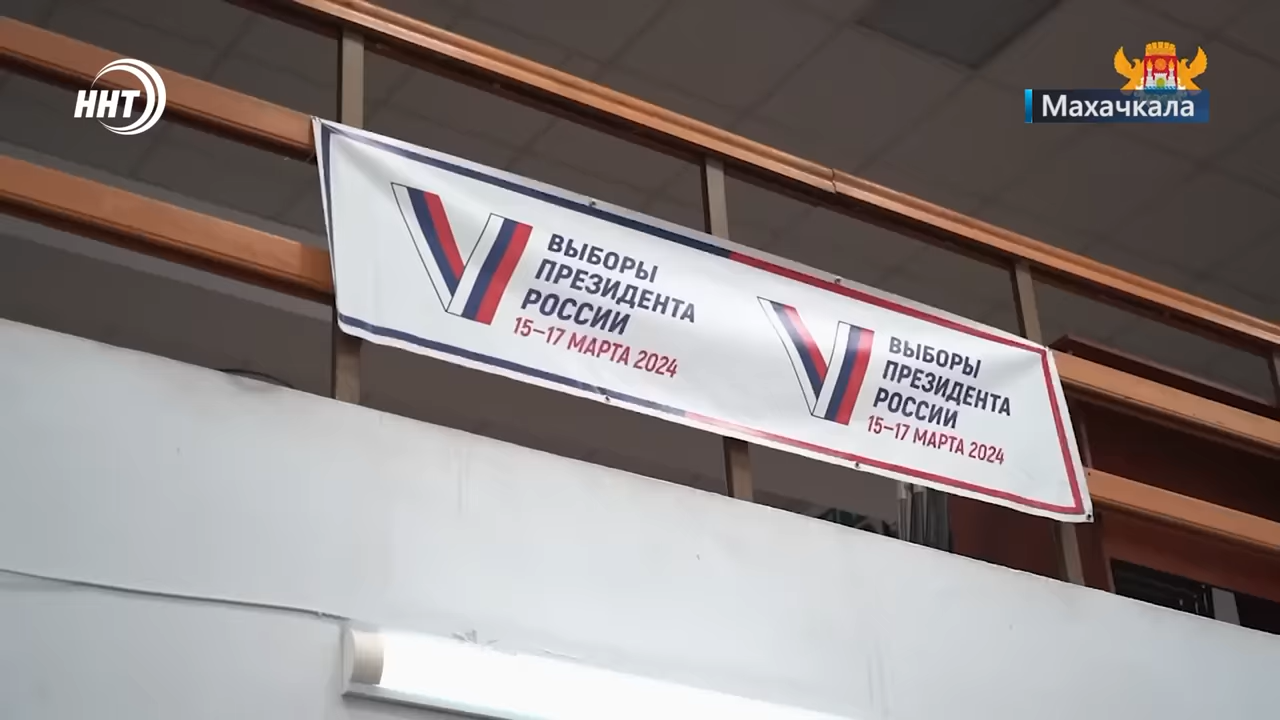 ННТ
Махачкала
ВЫБОРЫ
ПРЕЗИДЕНТА
РОССИИ
15–17 МАРТА 2024
ВЫБОРЫ
ПРЕЗИДЕНТА
РОССИИ
15–17 МАРТА 2024